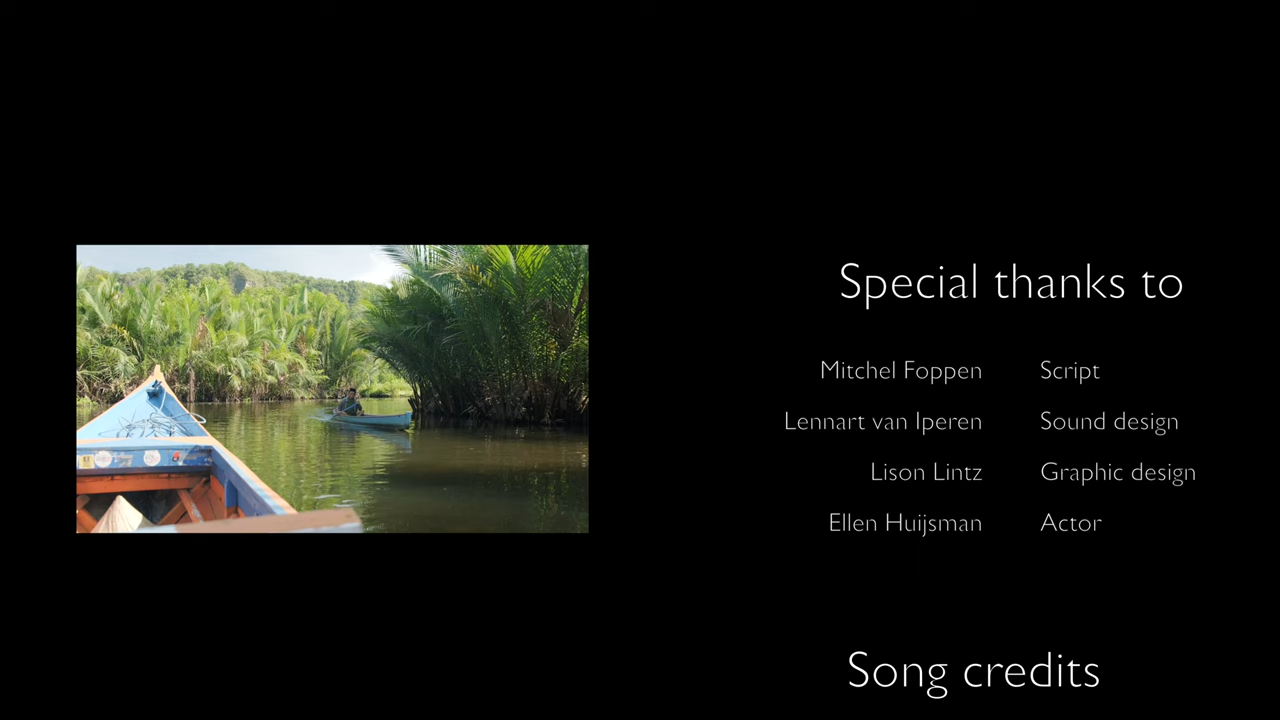 Special thanks to
Mitchel Foppen Script
Lennart van Iperen Sound design
Lison Lintz Graphic design
Ellen Huijsman Actor
Song credits